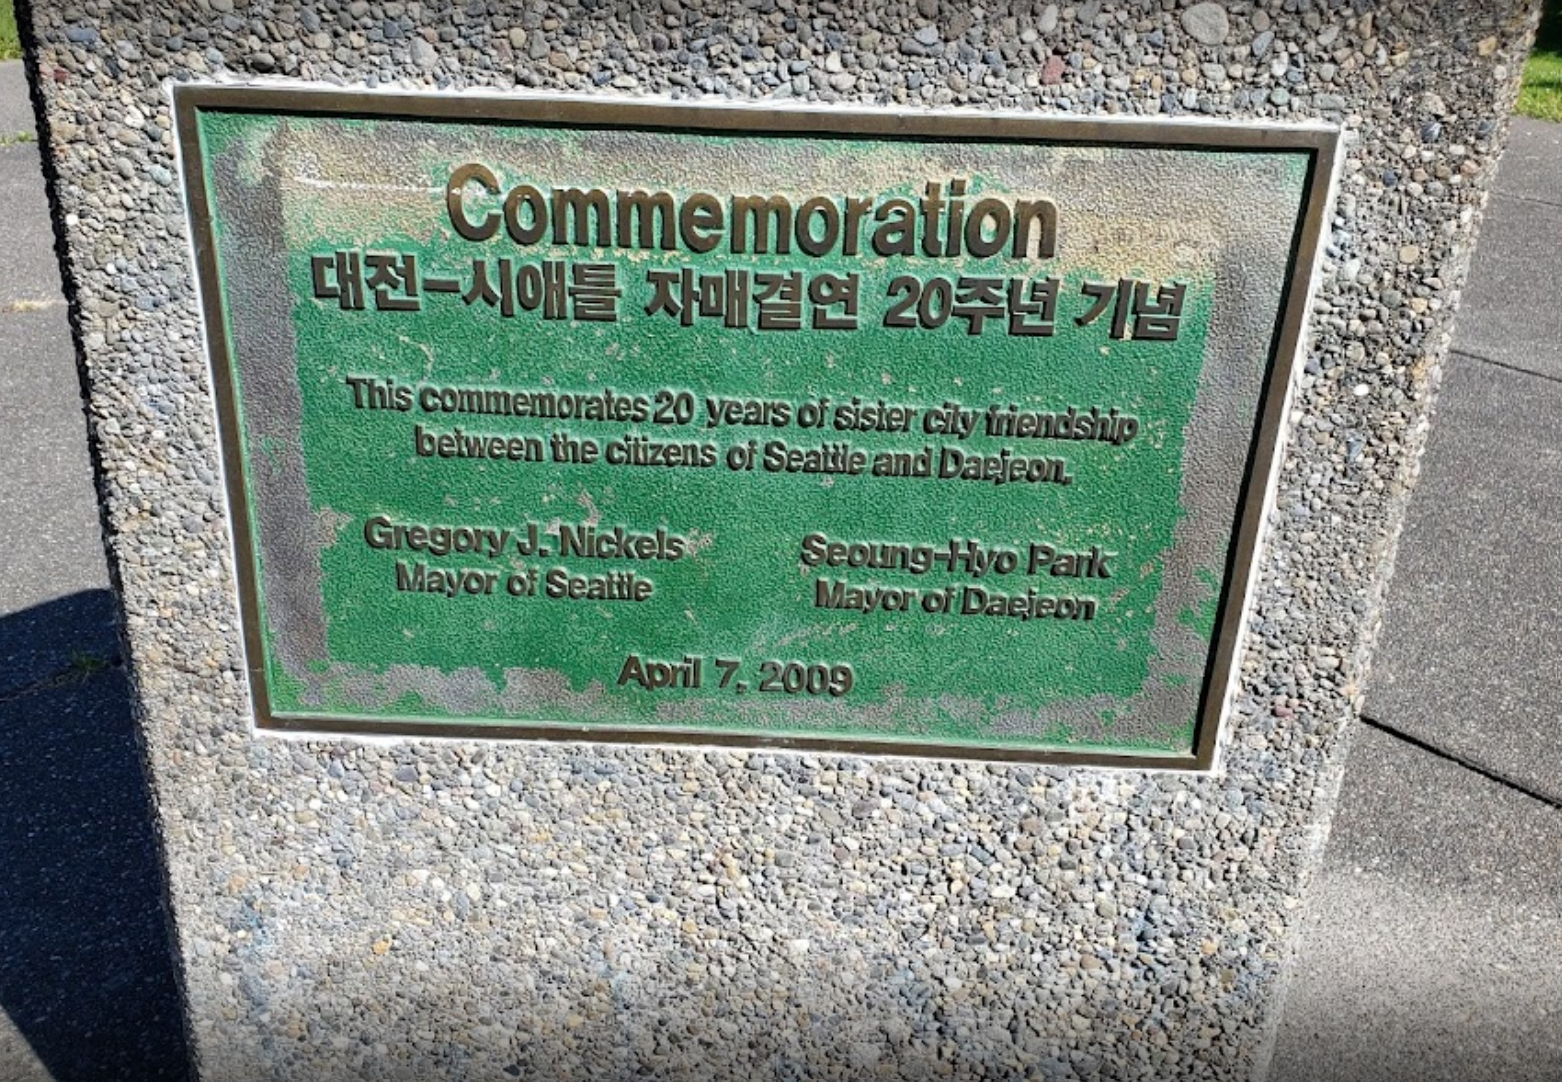 Commemoration
대전-시애틀 자매결연 20주년 기념
This commemorates 20 years of sister city friendship
between the citizens of Seattle and Daejeon.
Gregory J. Nickels
Mayor of Seattle
Seoung-Hyo Park
Mayor of Daejeon
April 7, 2009